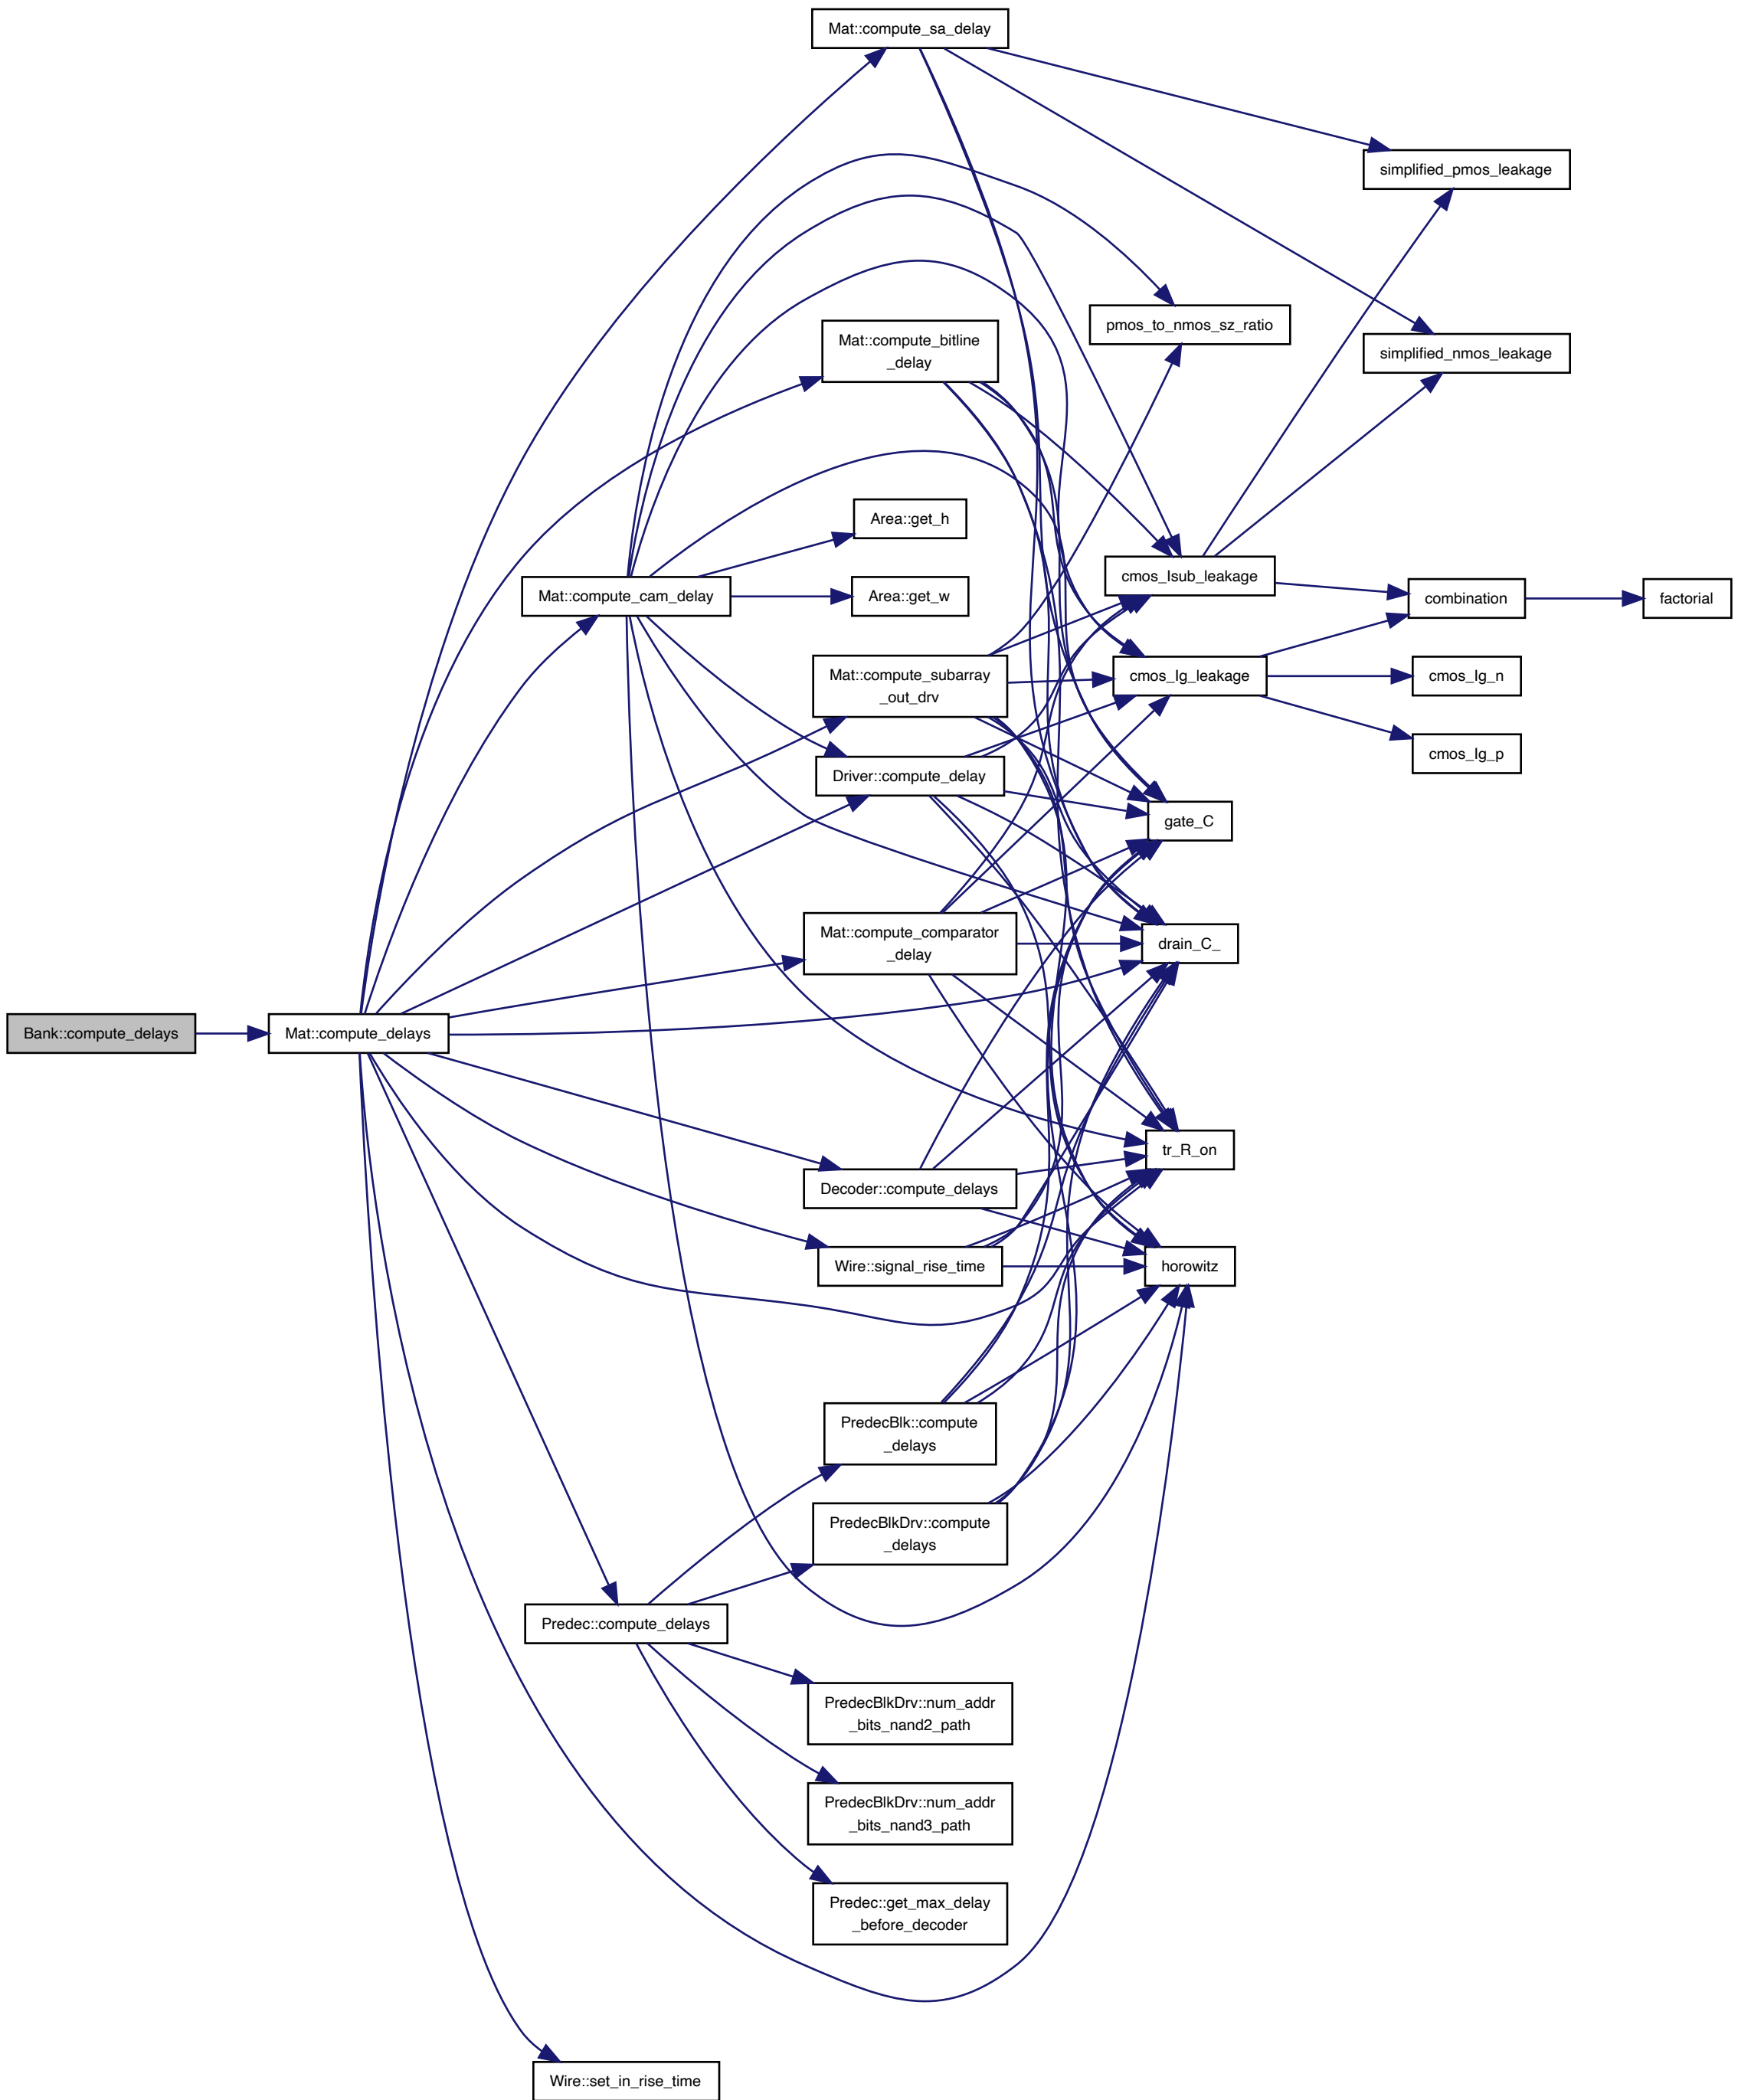 Mat::compute_sa_delay
simplified_pmos_leakage
pmos_to_nmos_sz_ratio
Mat::compute_bitline
_delay
simplified_nmos_leakage
Area::get_h
cmos_Isub_leakage
Mat::compute_cam_delay
Area::get_w
combination
factorial
Mat::compute_subarray
_out_drv
cmos_Ig_leakage
cmos_Ig_n
cmos_Ig_p
Driver::compute_delay
gate_C
Mat::compute_comparator
_delay
drain_C_
Bank::compute_delays
Mat::compute_delays
tr_R_on
Decoder::compute_delays
Wire::signal_rise_time
horowitz
PredecBlk::compute
_delays
PredecBlkDrv::compute
_delays
Predec::compute_delays
PredecBlkDrv::num_addr
_bits_nand2_path
PredecBlkDrv::num_addr
_bits_nand3_path
Predec::get_max_delay
_before_decoder
Wire::set_in_rise_time